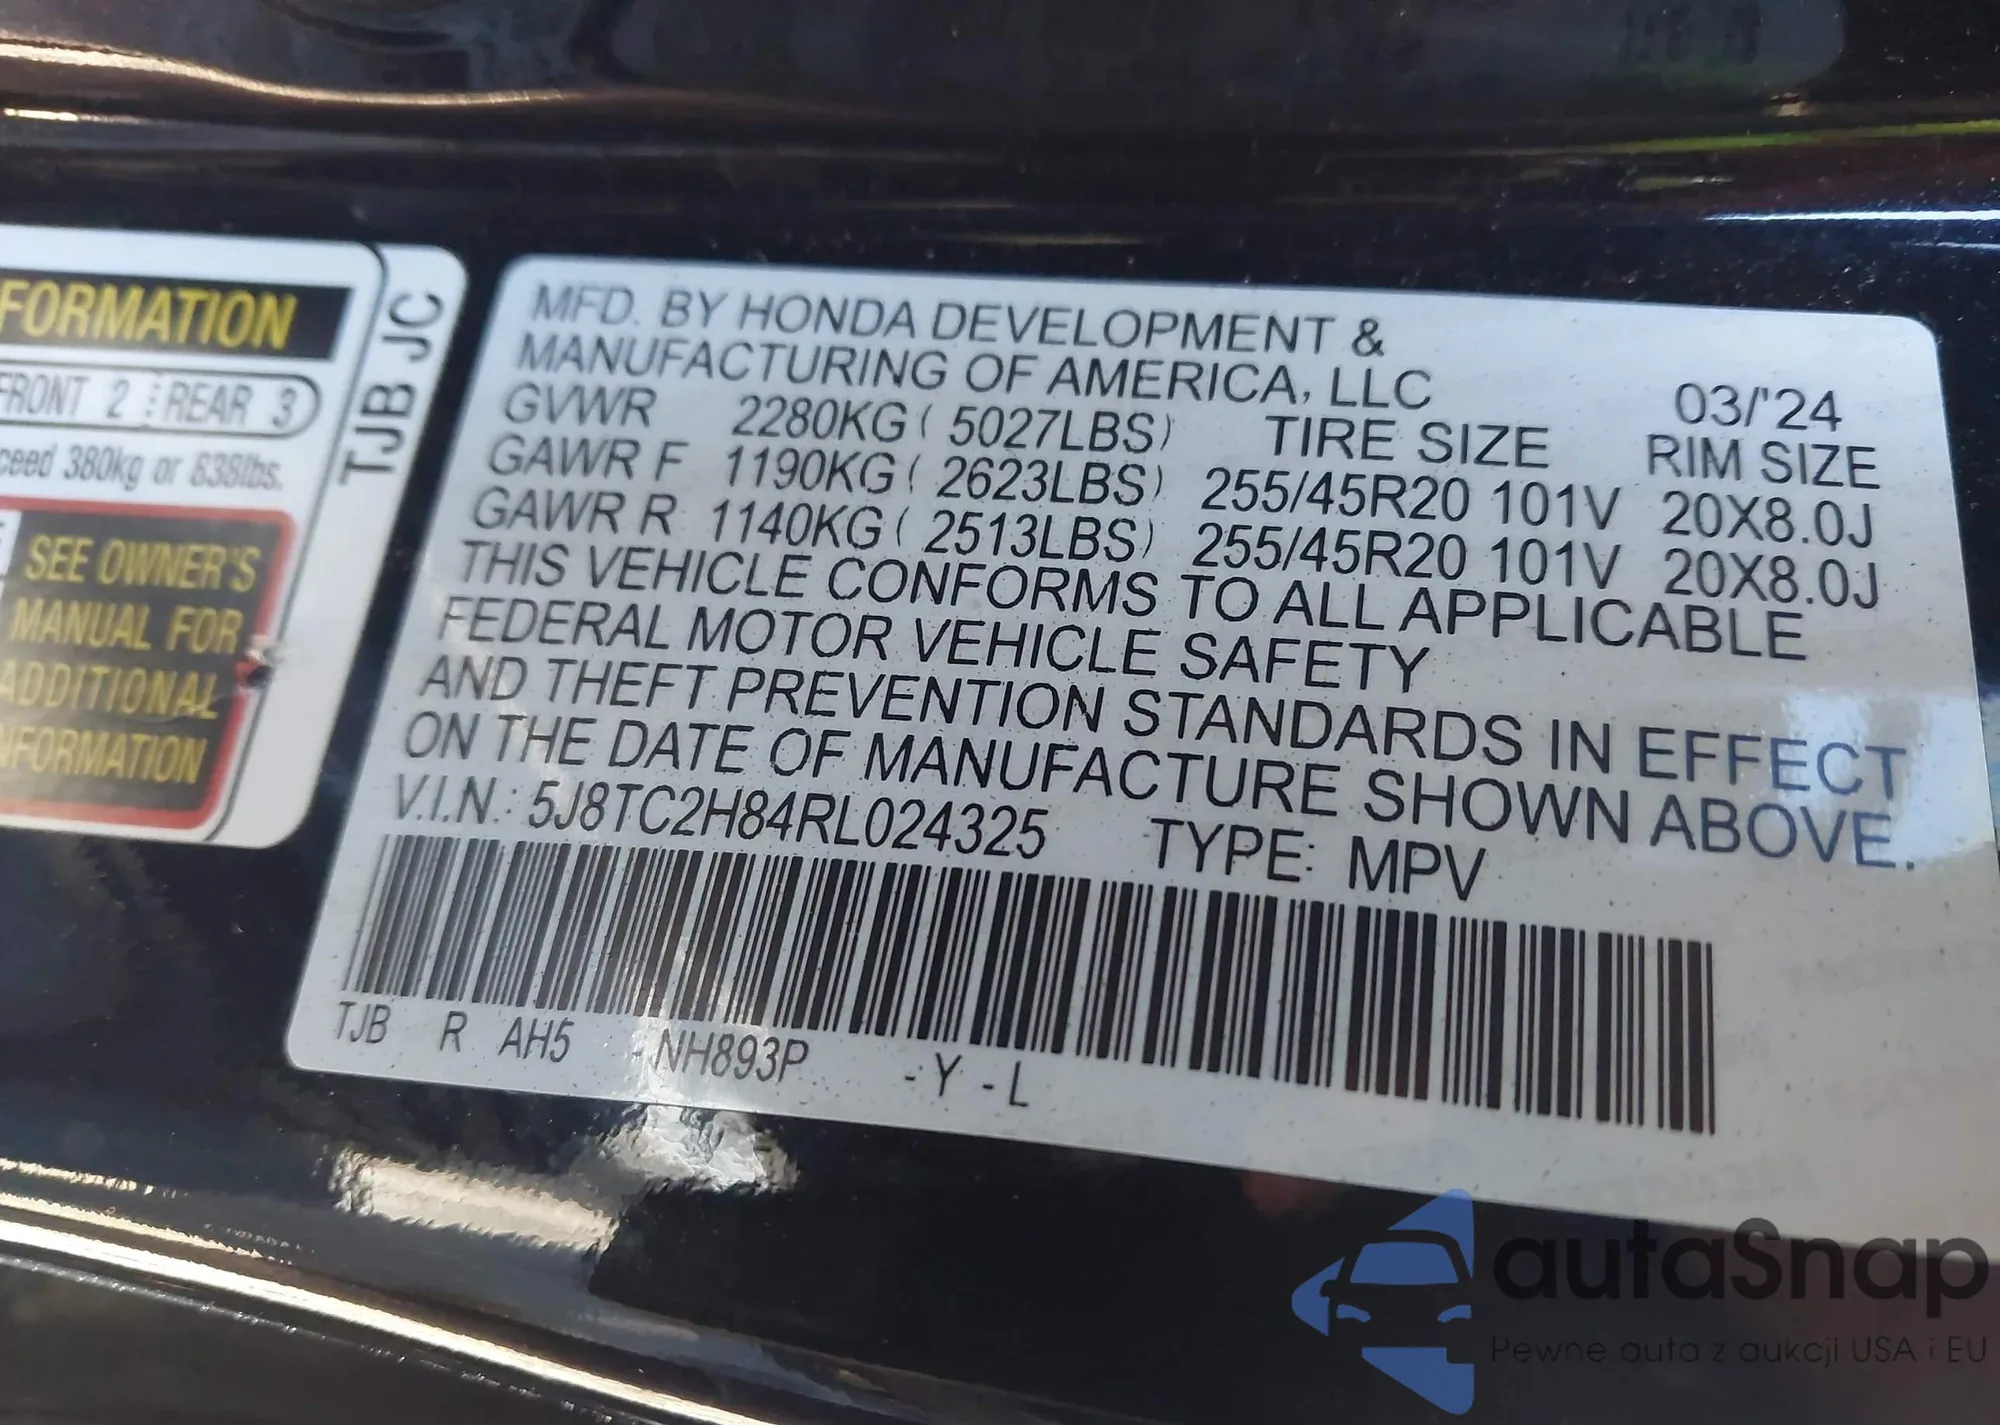 FORMATION
FRONT 2 REAR 3
ceed 380kg or 838lbs.
SEE OWNER'S
MANUAL FOR
ADDITIONAL
NFORMATION
TJB JC
MFD. BY HONDA DEVELOPMENT &
MANUFACTURING OF AMERICA, LLC 03/'24
GVWR 2280KG ( 5027LBS) TIRE SIZE RIM SIZE
GAWR F 1190KG ( 2623LBS) 255/45R20 101V 20X8.0J
GAWR R 1140KG ( 2513LBS) 255/45R20 101V 20X8.0J
THIS VEHICLE CONFORMS TO ALL APPLICABLE
FEDERAL MOTOR VEHICLE SAFETY
AND THEFT PREVENTION STANDARDS IN EFFECT
ON THE DATE OF MANUFACTURE SHOWN ABOVE.
V.I.N.: 5J8TC2H84RL024325 TYPE: MPV
TJB R AH5 -NH893P -Y -L
autaSnap
Pewne auta z aukcji USA i EU